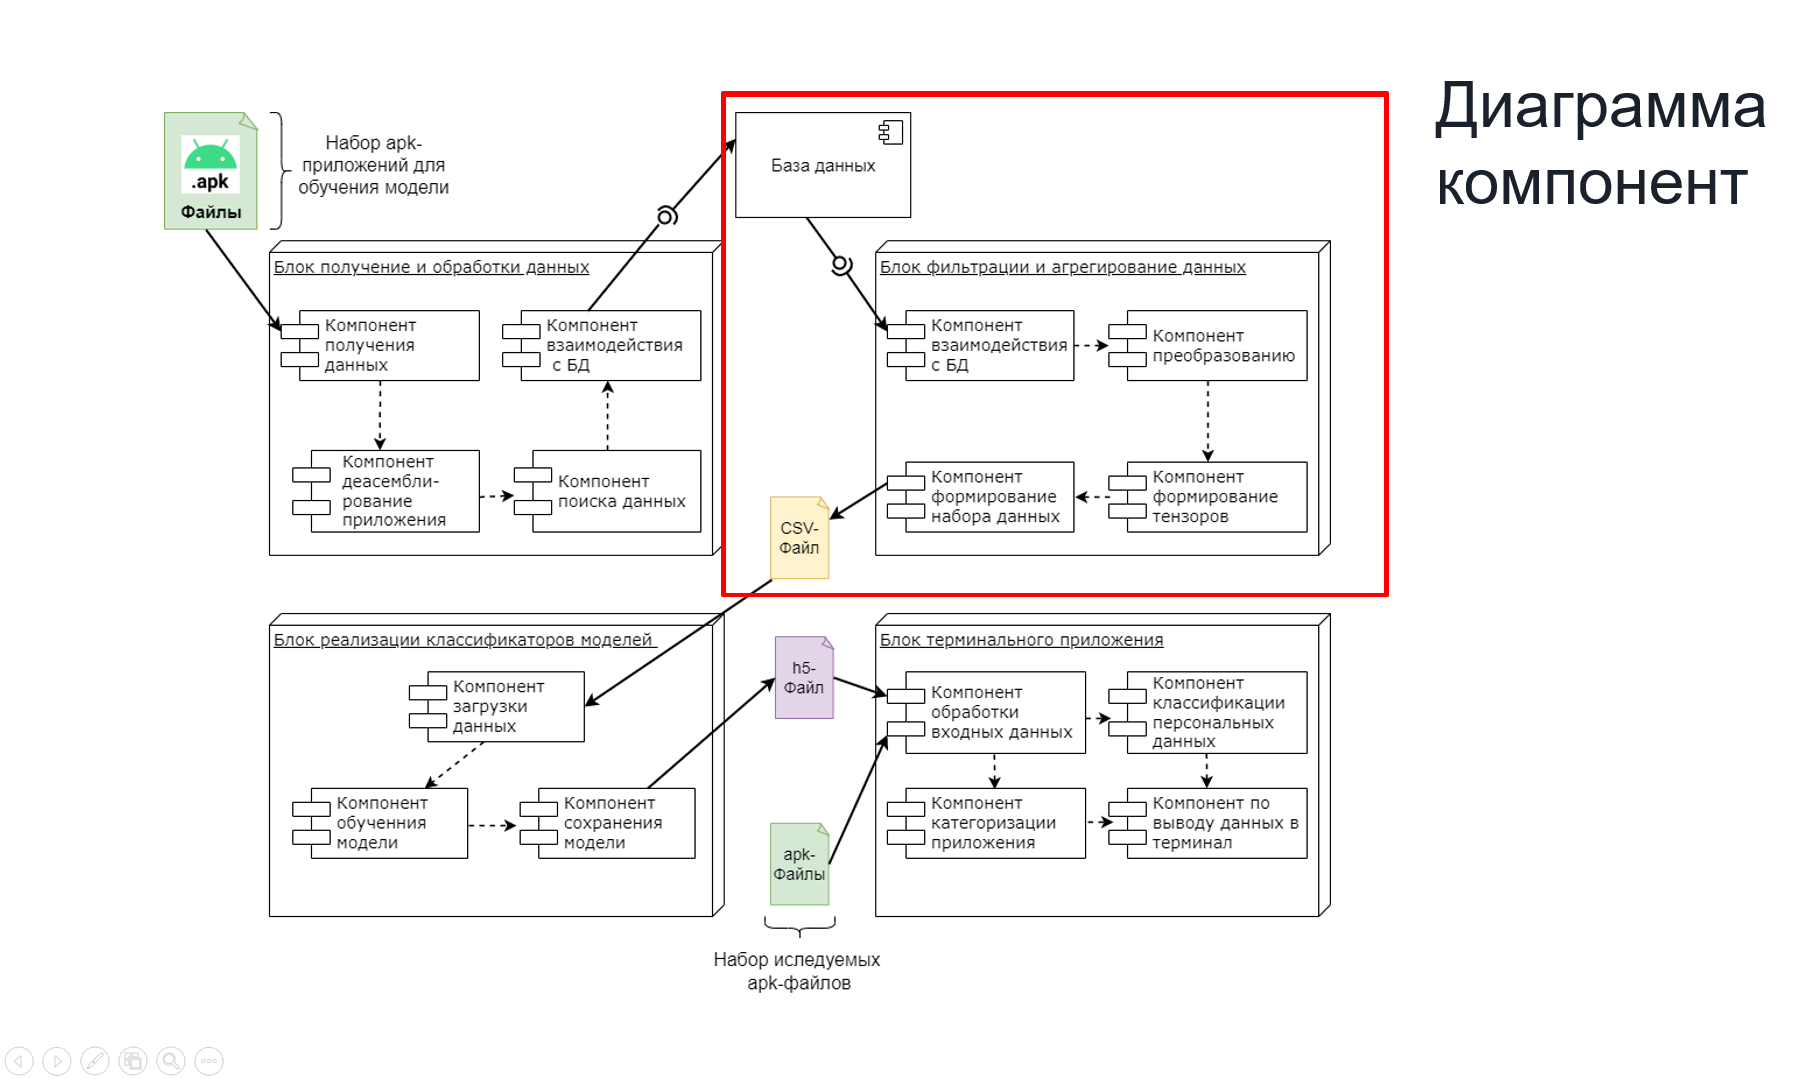 Диаграмма
компонент
.apk
Файлы
Набор apk-
приложений для
обучения модели
База данных
Блок получение и обработки данных
Компонент
получения
данных
Компонент
взаимодействия
с БД
Компонент
деасембли-
рование
приложения
Компонент
поиска данных
Блок фильтрации и агрегирование данных
Компонент
взаимодействия
с БД
Компонент
преобразованию
Компонент
формирование
набора данных
Компонент
формирование
тензоров
CSV-
Файл
Блок реализации классификаторов моделей
Компонент
загрузки
данных
Компонент
обученния
модели
Компонент
сохранения
модели
h5-
Файл
apk-
Файлы
Набор иследуемых
apk-файлов
Блок терминального приложения
Компонент
обработки
входных данных
Компонент
классификации
персональных
данных
Компонент
категоризации
приложения
Компонент по
выводу данных в
терминал